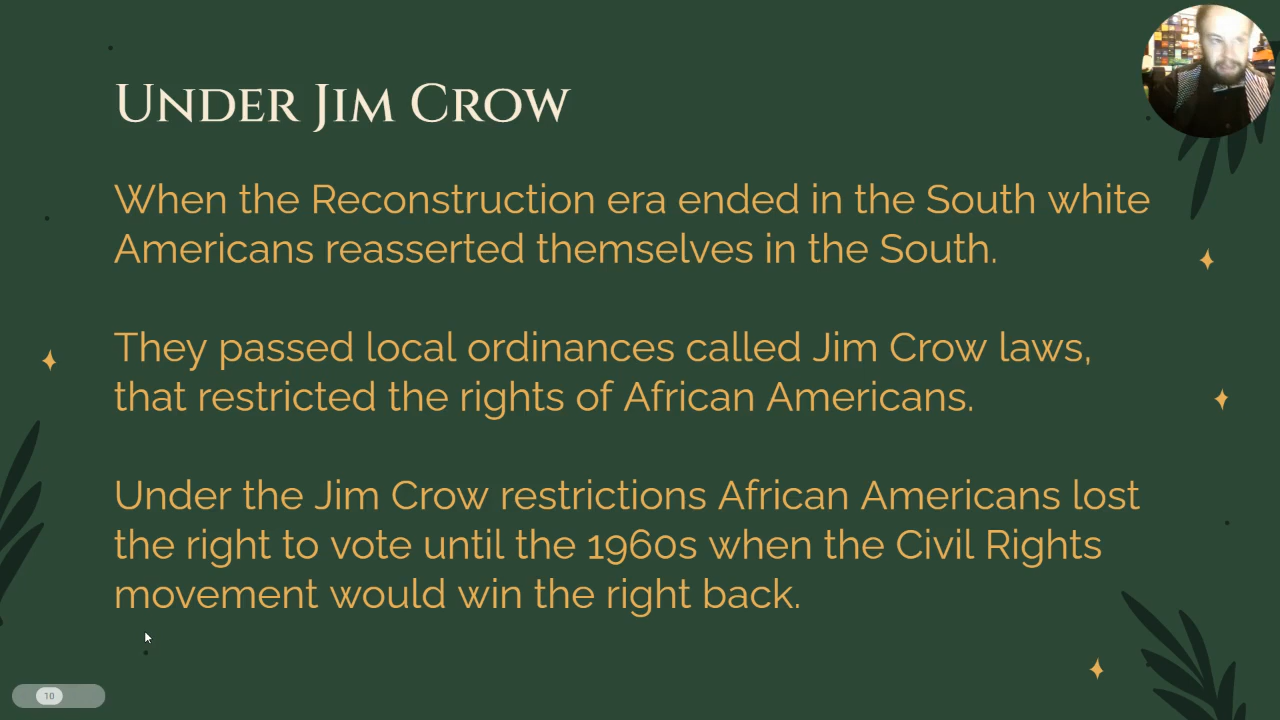 Under Jim Crow
When the Reconstruction era ended in the South white
Americans reasserted themselves in the South.
They passed local ordinances called Jim Crow laws,
that restricted the rights of African Americans.
Under the Jim Crow restrictions African Americans lost
the right to vote until the 1960s when the Civil Rights
movement would win the right back.
10